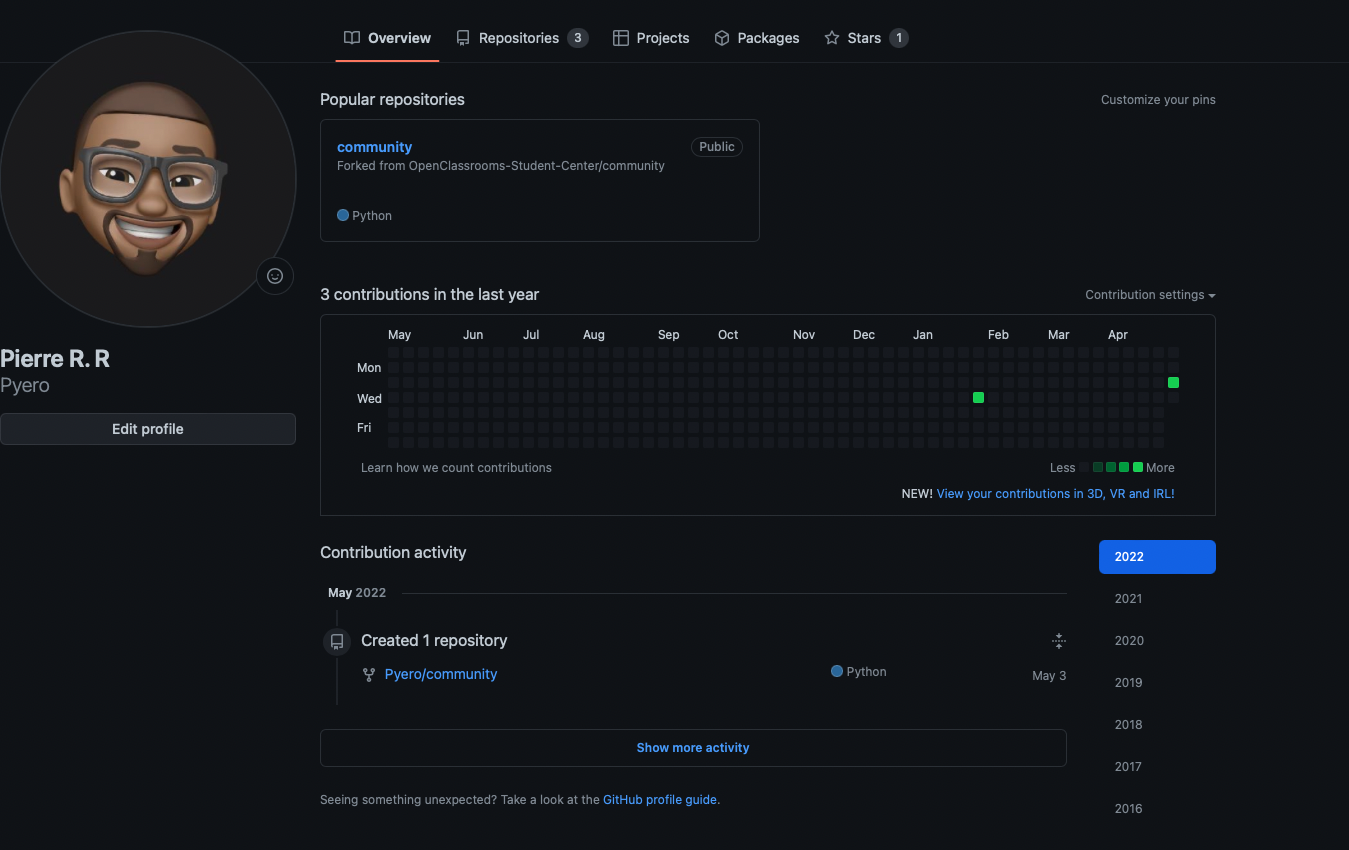 Overview Repositories 3 Projects Packages Stars 1
Popular repositories Customize your pins
community Public
Forked from OpenClassrooms-Student-Center/community
Python
3 contributions in the last year Contribution settings
May Jun Jul Aug Sep Oct Nov Dec Jan Feb Mar Apr
Mon
Wed
Fri
Learn how we count contributions Less More
NEW! View your contributions in 3D, VR and IRL!
Pierre R. R
Pyero
Edit profile
Contribution activity
May 2022
Created 1 repository
Pyero/community Python May 3
Show more activity
Seeing something unexpected? Take a look at the GitHub profile guide.
2022
2021
2020
2019
2018
2017
2016